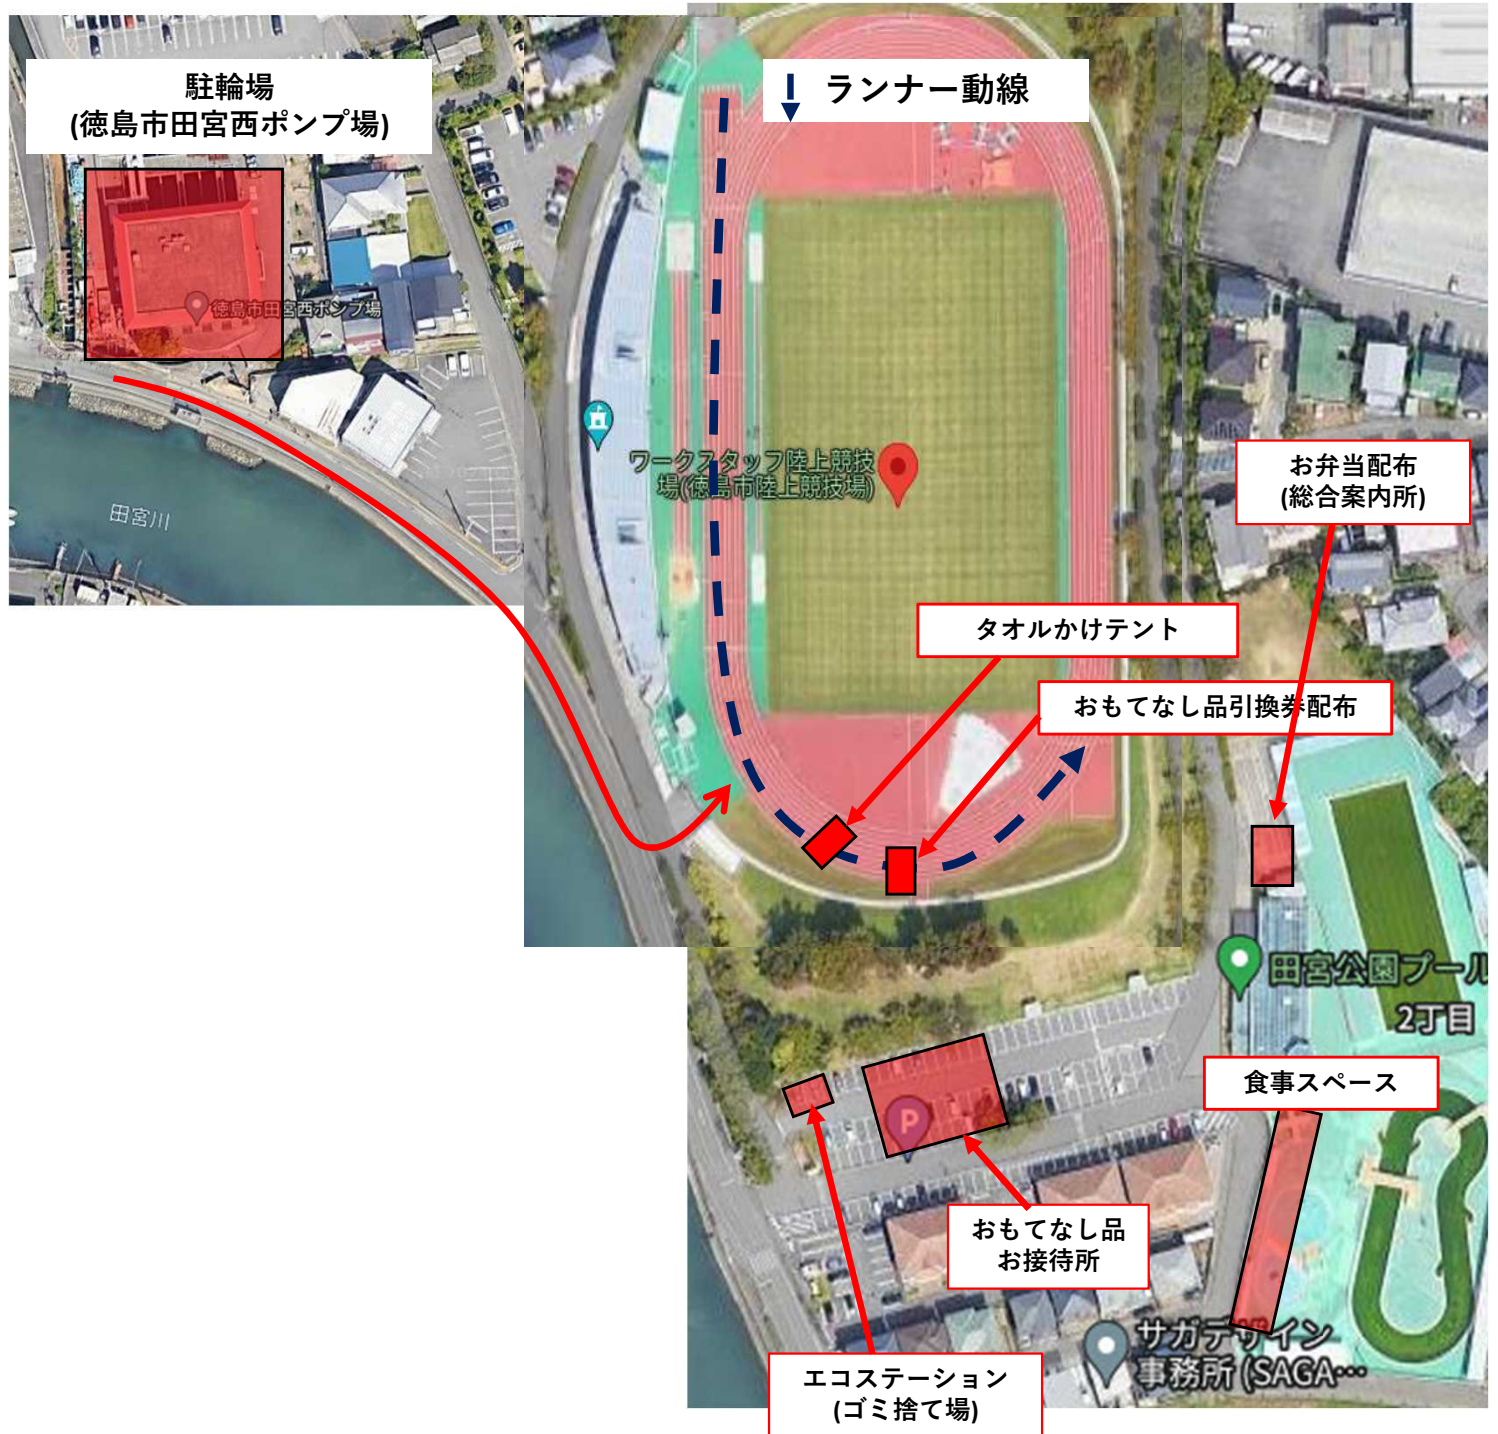 駐輪場
(徳島市田宮西ポンプ場)
ランナー動線
徳島市田宮西ポンプ場
田宮川
ワークスタッフ陸上競技
場(徳島市陸上競技場)
お弁当配布
(総合案内所)
タオルかけテント
おもてなし品引換券配布
田宮公園プール
2丁目
食事スペース
P
おもてなし品
お接待所
サガデザイン
事務所 (SAGA…
エコステーション
(ゴミ捨て場)